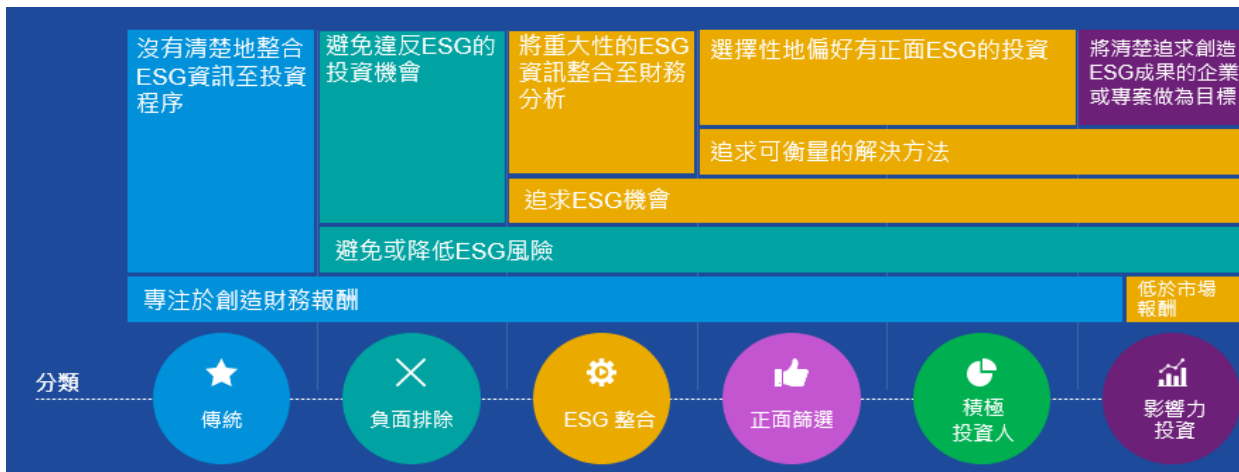 沒有清楚地整合
ESG資訊至投資
程序
避免違反ESG的
投資機會
將重大性的ESG
資訊整合至財務
分析
選擇性地偏好有正面ESG的投資
將清楚追求創造
ESG成果的企業
或專案做為目標
追求可衡量的解決方法
追求ESG機會
避免或降低ESG風險
專注於創造財務報酬
低於市場
報酬
分類
傳統
負面排除
ESG 整合
正面篩選
積極
投資人
影響力
投資